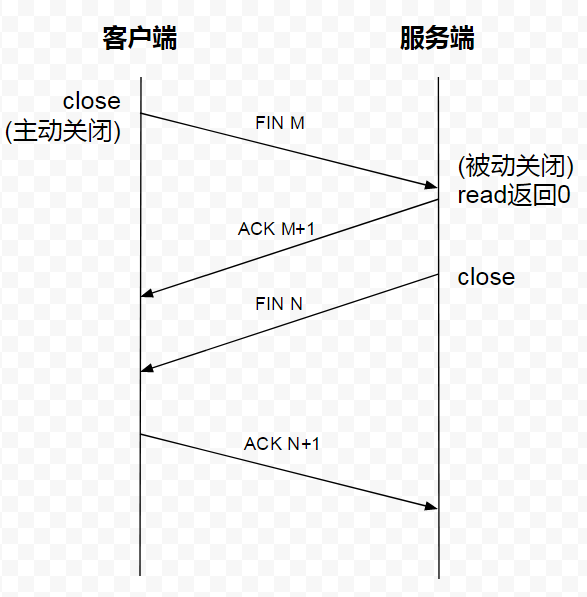 客户端
服务端
close
(主动关闭)
FIN M
(被动关闭)
read返回0
ACK M+1
close
FIN N
ACK N+1